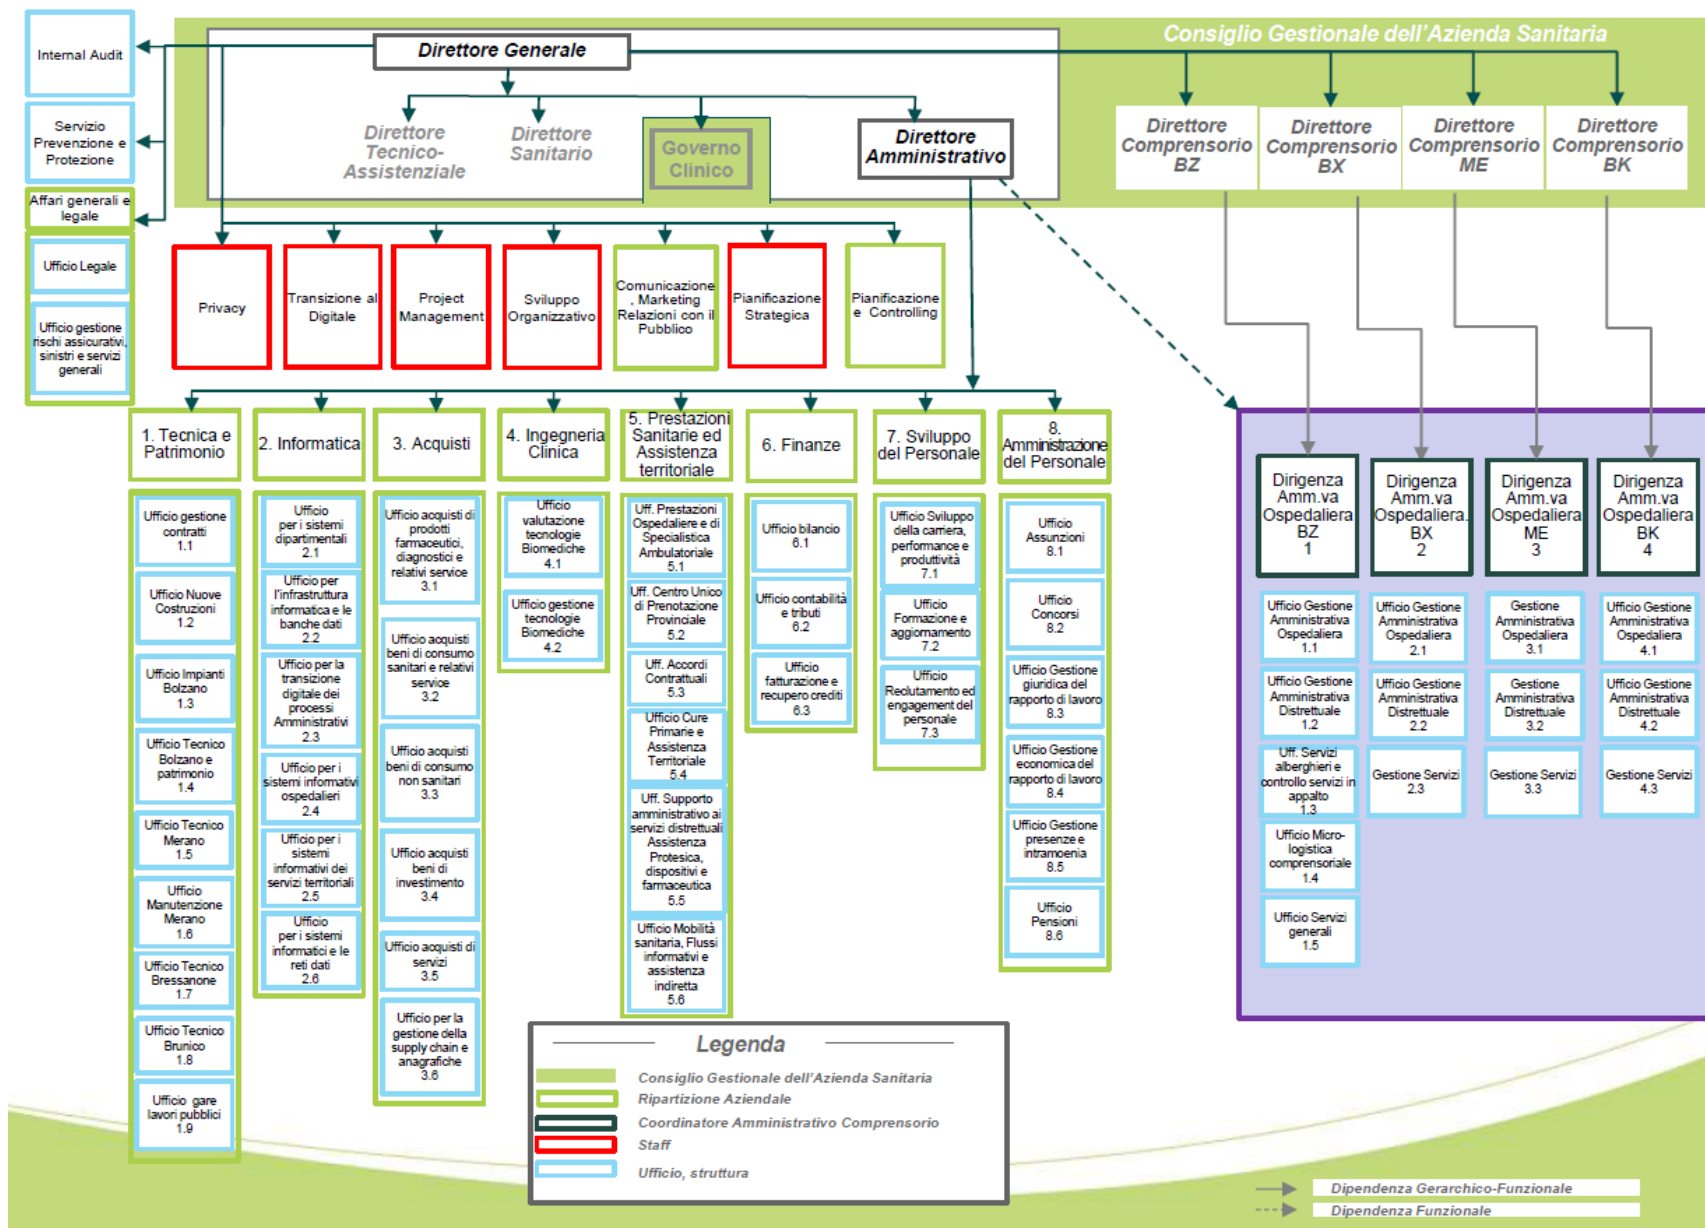 Consiglio Gestionale dell'Azienda Sanitaria
Internal Audit
Direttore Generale
Servizio
Prevenzione e
Protezione
Direttore
Tecnico-
Assistenziale
Direttore
Sanitario
Governo
Clinico
Direttore
Amministrativo
Direttore
Comprensorio
BZ
Direttore
Comprensorio
BX
Direttore
Comprensorio
ME
Direttore
Comprensorio
BK
Affari generali e
legale
Ufficio Legale
Ufficio gestione
rischi assicurativi,
sinistri e servizi
generali
Privacy
Transizione al
Digitale
Project
Management
Sviluppo
Organizzativo
Comunicazione
, Marketing
Relazioni con il
Pubblico
Pianificazione
Strategica
Pianificazione
e Controlling
1. Tecnica e
Patrimonio
2. Informatica
3. Acquisti
4. Ingegneria
Clinica
5. Prestazioni
Sanitarie ed
Assistenza
territoriale
6. Finanze
7. Sviluppo
del Personale
8.
Amministrazione
del Personale
Ufficio gestione
contratti
1.1
Ufficio Nuove
Costruzioni
1.2
Ufficio Impianti
Bolzano
1.3
Ufficio Tecnico
Bolzano e
patrimonio
1.4
Ufficio Tecnico
Merano
1.5
Ufficio
Manutenzione
Merano
1.6
Ufficio Tecnico
Bressanone
1.7
Ufficio Tecnico
Brunico
1.8
Ufficio gare
lavori pubblici
1.9
Ufficio
per i sistemi
dipartimentali
2.1
Ufficio per
l'infrastruttura
informatica e le
banche dati
2.2
Ufficio per la
transizione
digitale dei
processi
Amministrativi
2.3
Ufficio per i
sistemi informativi
ospedalieri
2.4
Ufficio per i
sistemi
informativi dei
servizi territoriali
2.5
Ufficio
per i sistemi
informatici e le
reti dati
2.6
Ufficio acquisti di
prodotti
farmaceutici,
diagnostici e
relativi service
3.1
Ufficio acquisti
beni di consumo
sanitari e relativi
service
3.2
Ufficio acquisti
beni di consumo
non sanitari
3.3
Ufficio acquisti
beni di
investimento
3.4
Ufficio acquisti di
servizi
3.5
Ufficio per la
gestione della
supply chain e
anagrafiche
3.6
Ufficio
valutazione
tecnologie
Biomediche
4.1
Ufficio gestione
tecnologie
Biomediche
4.2
Uff. Prestazioni
Ospedaliere e di
Specialistica
Ambulatoriale
5.1
Uff. Centro Unico
di Prenotazione
Provinciale
5.2
Uff. Accordi
Contrattuali
5.3
Ufficio Cure
Primarie e
Assistenza
Territoriale
5.4
Uff. Supporto
amministrativo ai
servizi distrettuali
Assistenza
Protesica,
dispositivi e
farmaceutica
5.5
Ufficio Mobilità
sanitaria, Flussi
informativi e
assistenza
indiretta
5.6
Ufficio bilancio
6.1
Ufficio contabilità
e tributi
6.2
Ufficio
fatturazione e
recupero crediti
6.3
Ufficio Sviluppo
della carriera,
performance e
produttività
7.1
Ufficio
Formazione e
aggiornamento
7.2
Ufficio
Reclutamento ed
engagement del
personale
7.3
Ufficio
Assunzioni
8.1
Ufficio
Concorsi
8.2
Ufficio Gestione
giuridica del
rapporto di lavoro
8.3
Ufficio Gestione
economica del
rapporto di lavoro
8.4
Ufficio Gestione
presenze e
intramoenia
8.5
Ufficio
Pensioni
8.6
Dirigenza
Amm.va
Ospedaliera
BZ
1
Dirigenza
Amm.va
Ospedaliera.
BX
2
Dirigenza
Amm.va
Ospedaliera
ME
3
Dirigenza
Amm.va
Ospedaliera
BK
4
Ufficio Gestione
Amministrativa
Ospedaliera
1.1
Ufficio Gestione
Amministrativa
Distrettuale
1.2
Uff. Servizi
alberghieri e
controllo servizi in
appalto
1.3
Ufficio Micro-
logistica
comprensoriale
1.4
Ufficio Servizi
generali
1.5
Ufficio Gestione
Amministrativa
Ospedaliera
2.1
Ufficio Gestione
Amministrativa
Distrettuale
2.2
Gestione Servizi
2.3
Gestione
Amministrativa
Ospedaliera
3.1
Gestione
Amministrativa
Distrettuale
3.2
Gestione Servizi
3.3
Ufficio Gestione
Amministrativa
Ospedaliera
4.1
Ufficio Gestione
Amministrativa
Distrettuale
4.2
Gestione Servizi
4.3
Legenda
Consiglio Gestionale dell'Azienda Sanitaria
Ripartizione Aziendale
Coordinatore Amministrativo Comprensorio
Staff
Ufficio, struttura
Dipendenza Gerarchico-Funzionale
Dipendenza Funzionale